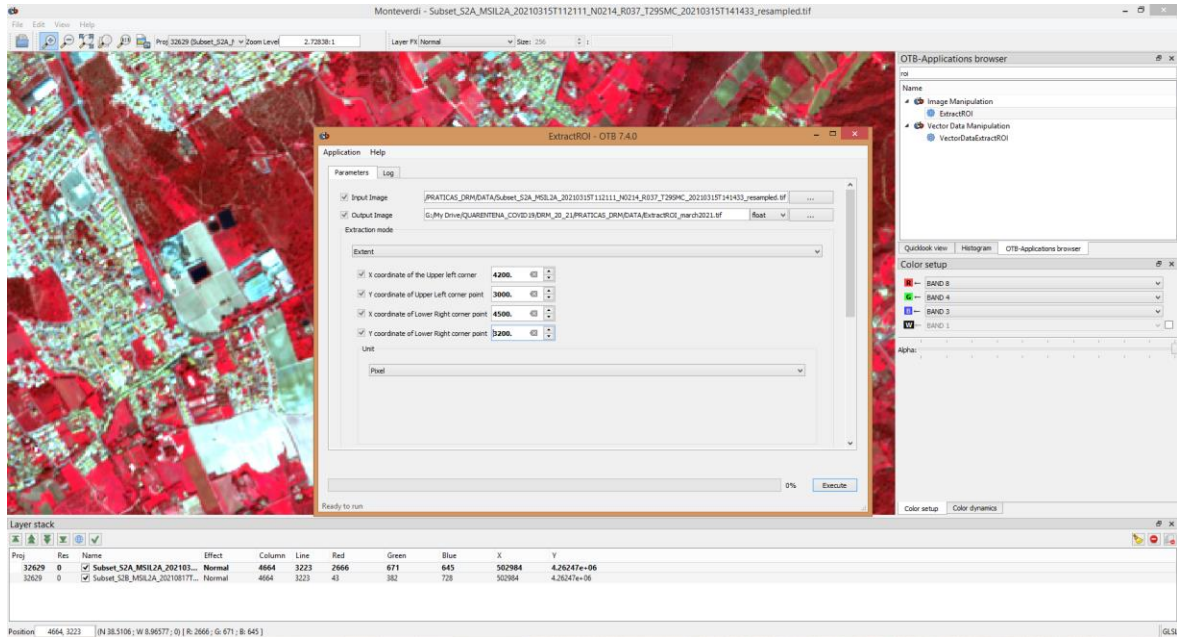 Monteverdi - Subset_S2A_MSIL2A_20210315T112111_N0214_R037_T29SMC_20210315T141433_resampled.tif
File Edit View Help
Proj 32629 (Subset_S2A_ Zoom Level 2.72838:1 Layer FX Normal Size: 256 :
OTB-Applications browser
roi
Name
Image Manipulation
ExtractROI
Vector Data Manipulation
VectorDataExtractROI
Quicklook view Histogram OTB-Applications browser
Color setup
R BAND 8
G BAND 4
B BAND 3
W BAND 1
Alpha:
Color setup Color dynamics
ExtractROI - OTB 7.4.0
Application Help
Parameters Log
Input Image /PRATICAS_DRM/DATA/Subset_S2A_MSIL2A_20210315T112111_N0214_R037_T29SMC_20210315T141433_resampled.tif ...
Output Image G:/My Drive/QUARENTENA_COVID19/DRM_20_21/PRATICAS_DRM/DATA/ExtractROI_march2021.tif float ...
Extraction mode
Extent
X coordinate of the Upper left corner 4200.
Y coordinate of Upper Left corner point 3000.
X coordinate of Lower Right corner point 4500.
Y coordinate of Lower Right corner point 3200.
Unit
Pixel
0% Execute
Ready to run
Layer stack
Proj Res Name Effect Column Line Red Green Blue X Y
32629 0 Subset_S2A_MSIL2A_202103... Normal 4664 3223 2666 671 645 502984 4.26247e+06
32629 0 Subset_S2B_MSIL2A_20210817T... Normal 4664 3223 43 382 728 502984 4.26247e+06
Position 4664, 3223 (N 38.5106 ; W 8.96577 ; 0) [ R: 2666 ; G: 671 ; B: 645 ] GLSL